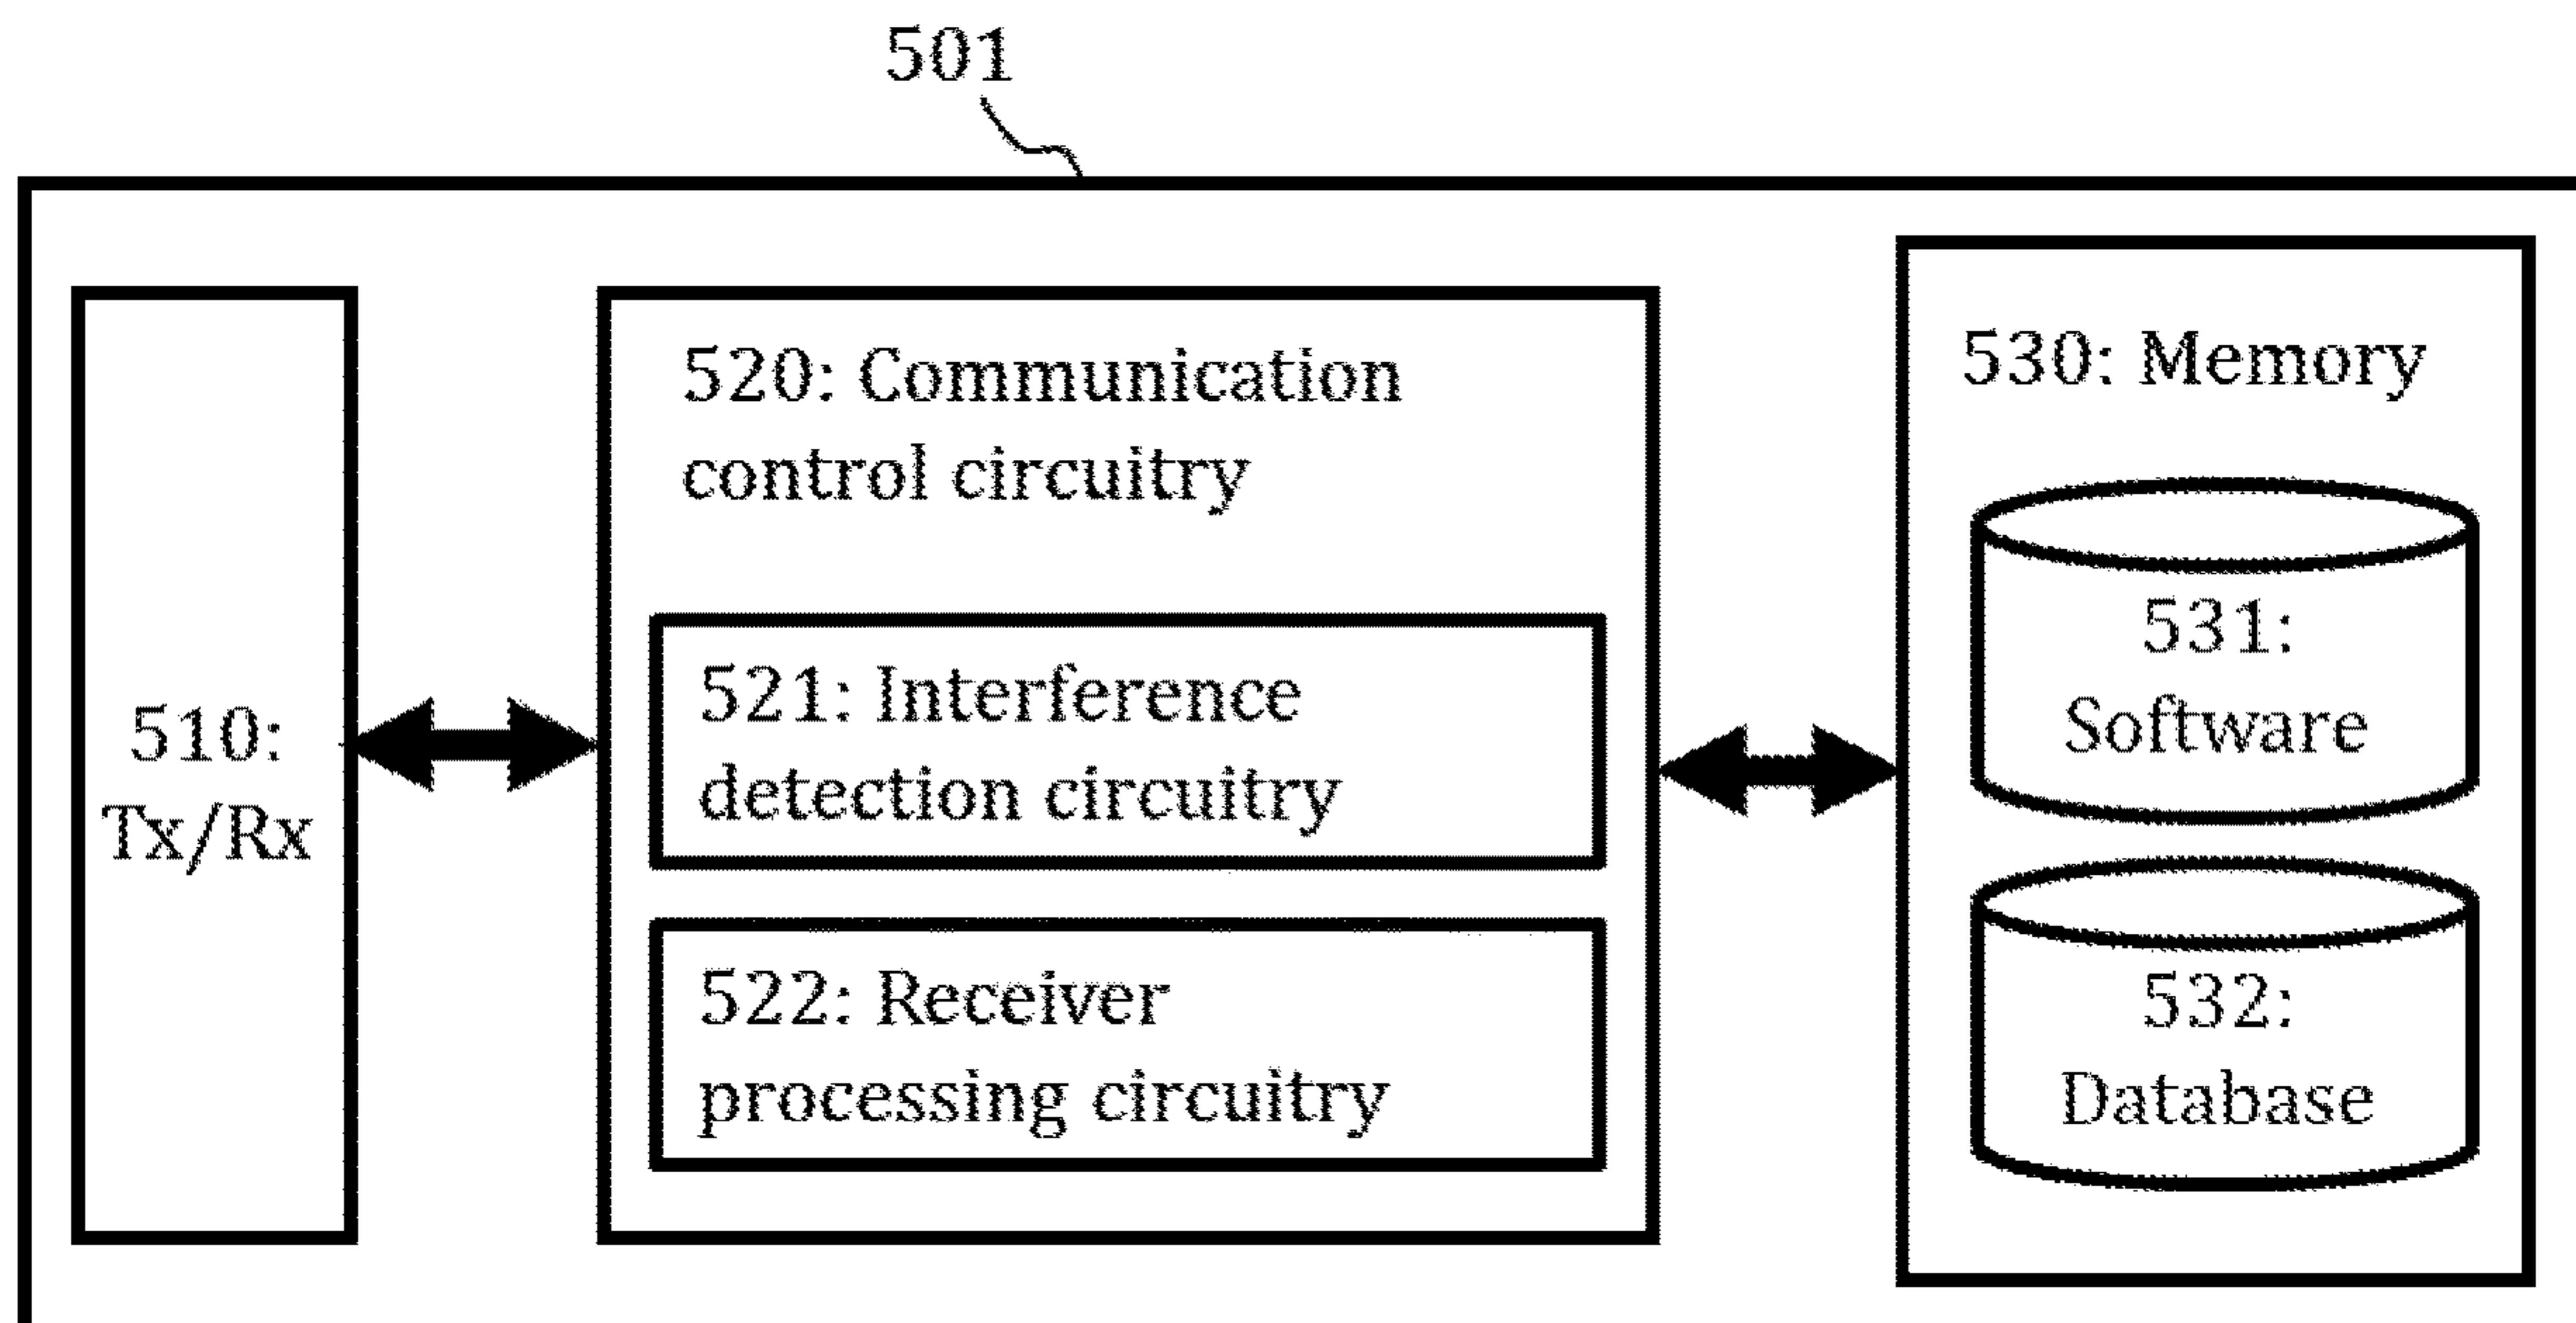 501
510:
Tx/Rx
520: Communication
control circuitry
521: Interference
detection circuitry
522: Receiver
processing circuitry
530: Memory
531:
Software
532:
Database